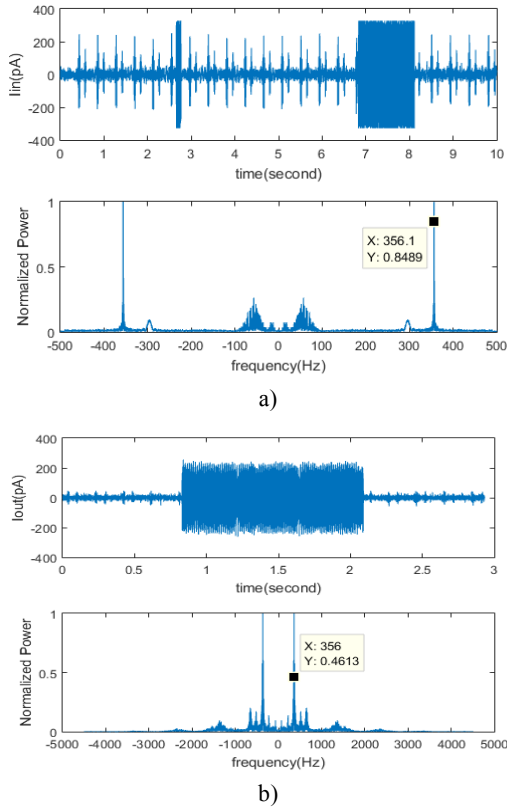 400
200
0
-200
-400
Iin(pA)
0 1 2 3 4 5 6 7 8 9 10
time(second)
1
0.5
0
Normalized Power
X: 356.1
Y: 0.8489
-500 -400 -300 -200 -100 0 100 200 300 400 500
frequency(Hz)
a)
400
200
0
-200
-400
Iout(pA)
0 0.5 1 1.5 2 2.5 3
time(second)
1
0.5
0
Normalized Power
X: 356
Y: 0.4613
-5000 -4000 -3000 -2000 -1000 0 1000 2000 3000 4000 5000
frequency(Hz)
b)